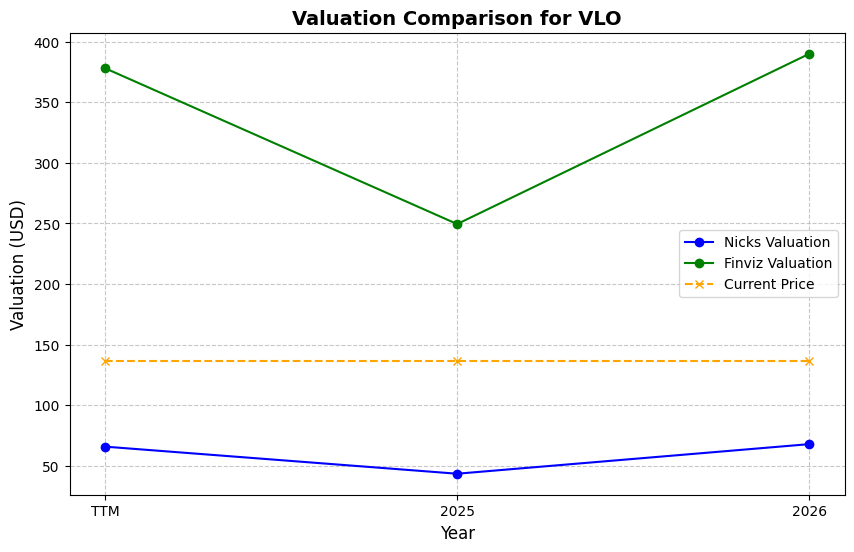 Valuation Comparison for VLO
400
350
300
250
200
150
100
50
Valuation (USD)
Nicks Valuation
Finviz Valuation
Current Price
TTM
2025
2026
Year